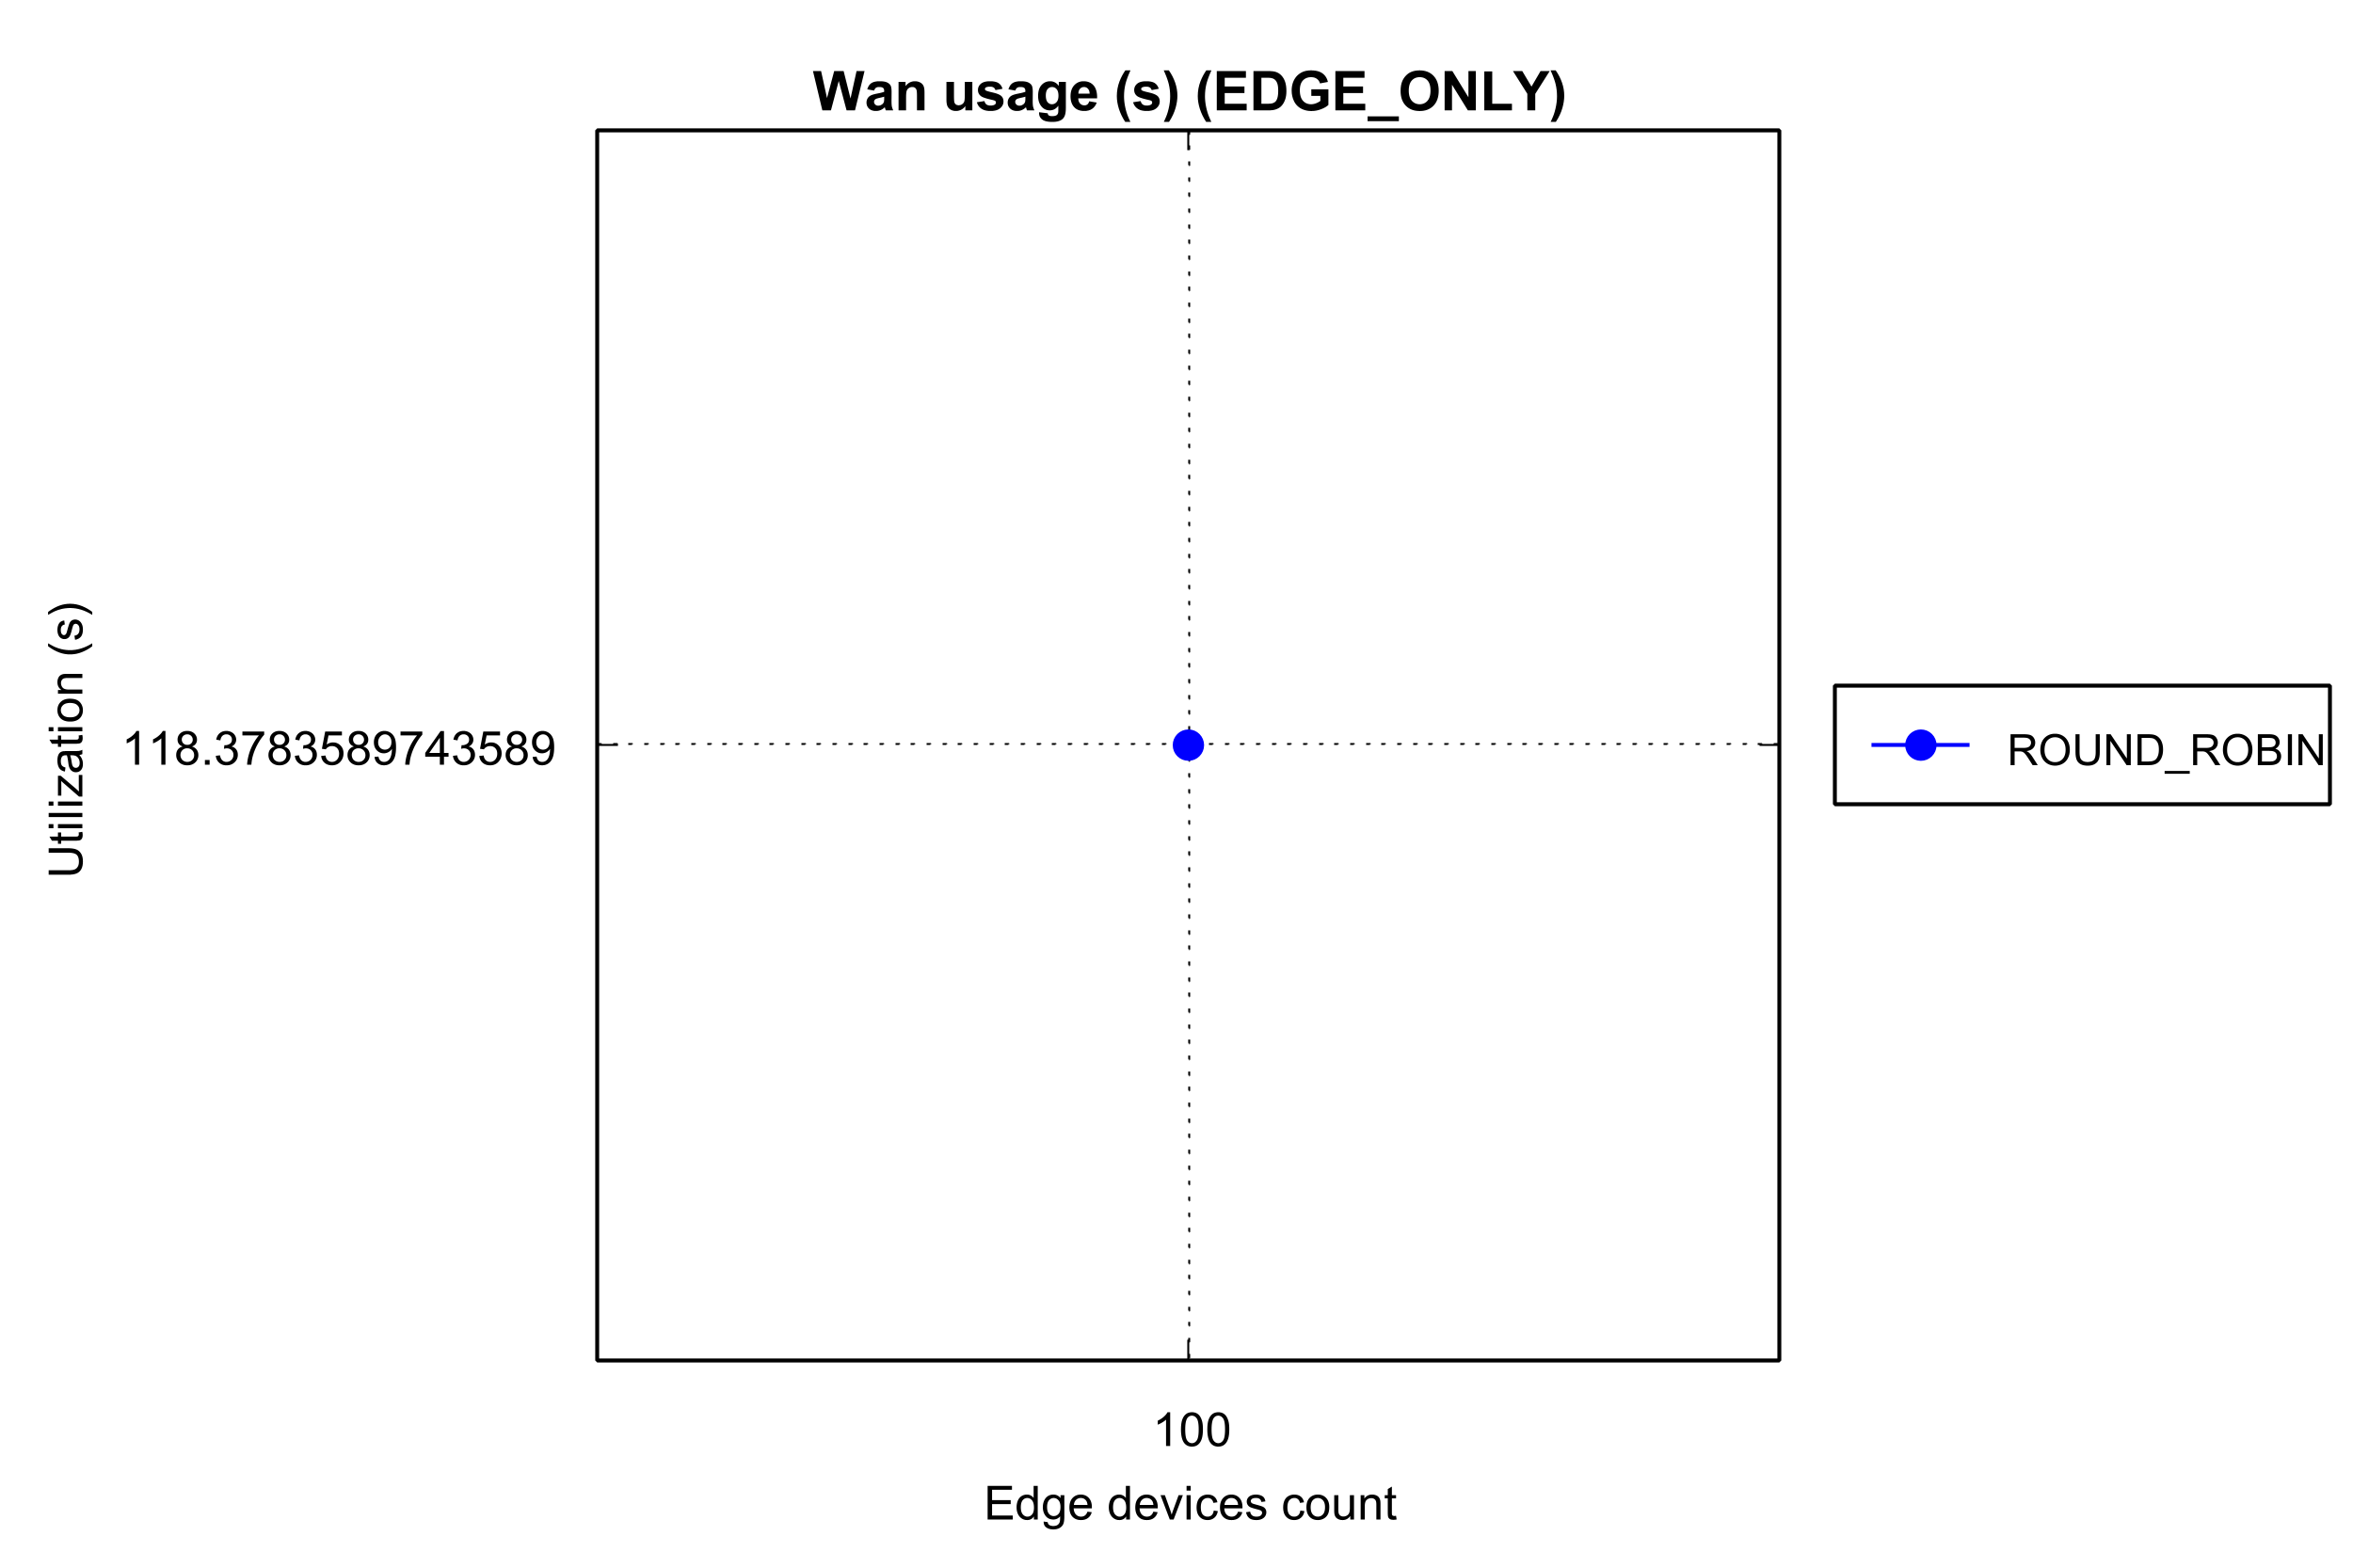 Wan usage (s) (EDGE_ONLY)
Utilization (s)
118.3783589743589
ROUND_ROBIN
100
Edge devices count